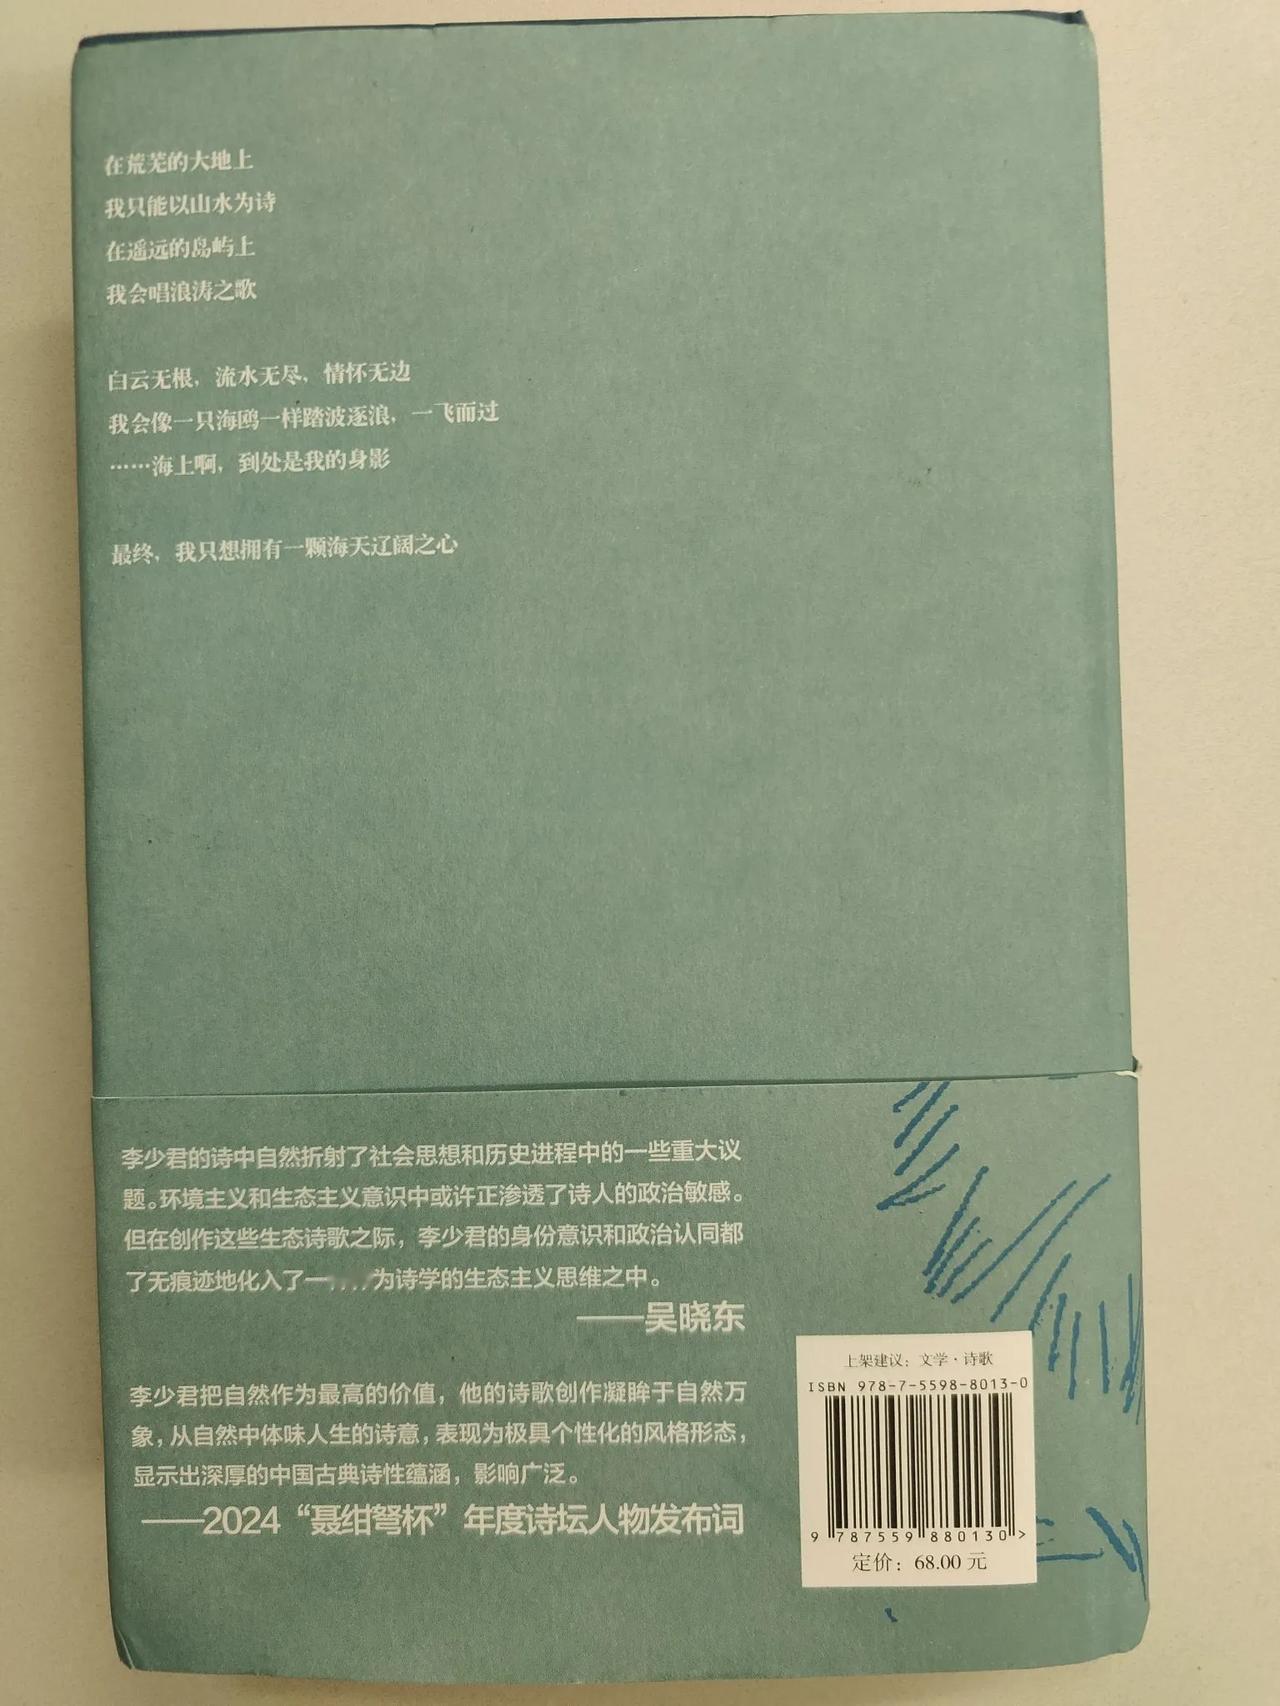 在荒芜的大地上
我只能以山水为诗
在遥远的岛屿上
我会唱浪涛之歌
白云无根，流水无尽，情怀无边
我会像一只海鸥一样踏波逐浪，一飞而过
……海上啊，到处是我的身影
最终，我只想拥有一颗海天辽阔之心
李少君的诗中自然折射了社会思想和历史进程中的一些重大议
题。环境主义和生态主义意识中或许正渗透了诗人的政治敏感。
但在创作这些生态诗歌之际，李少君的身份意识和政治认同都
了无痕迹地化入了一为诗学的生态主义思维之中。
——吴晓东
李少君把自然作为最高的价值，他的诗歌创作凝眸于自然万
象，从自然中体味人生的诗意，表现为极具个性化的风格形态，
显示出深厚的中国古典诗性蕴涵，影响广泛。
——2024“聂绀弩杯”年度诗坛人物发布词
上架建议：文学·诗歌
ISBN 978-7-5598-8013-0
9 787559 880130>
定价：68.00 元